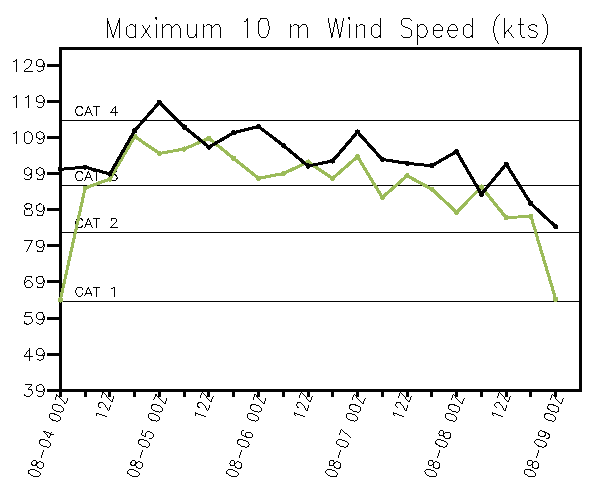 Maximum 10 m Wind Speed (kts)
129
119
CAT 4
109
99
CAT 3
89
CAT 2
79
69
CAT 1
59
49
39
08-04 00Z
12Z
08-05 00Z
12Z
08-06 00Z
12Z
08-07 00Z
12Z
08-08 00Z
12Z
08-09 00Z